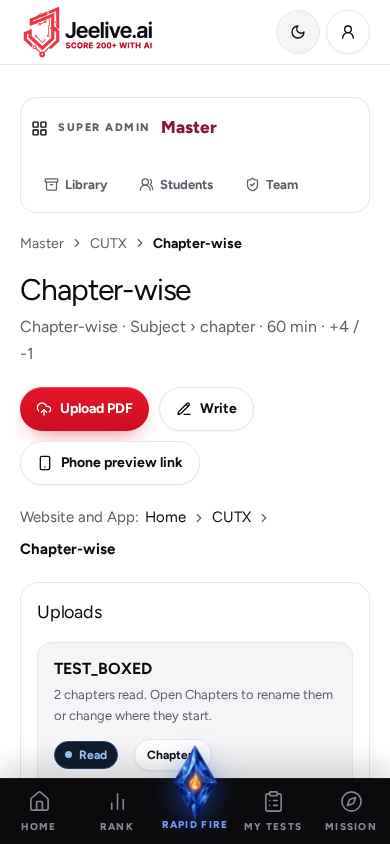 Jeelive.ai
SCORE 200+ WITH AI
SUPER ADMIN Master
Library Students Team
Master > CUTX > Chapter-wise
Chapter-wise
Chapter-wise · Subject › chapter · 60 min · +4 /
-1
Upload PDF Write
Phone preview link
Website and App: Home > CUTX >
Chapter-wise
Uploads
TEST_BOXED
2 chapters read. Open Chapters to rename them
or change where they start.
Read
HOME RANK RAPID FIRE MY TESTS MISSION